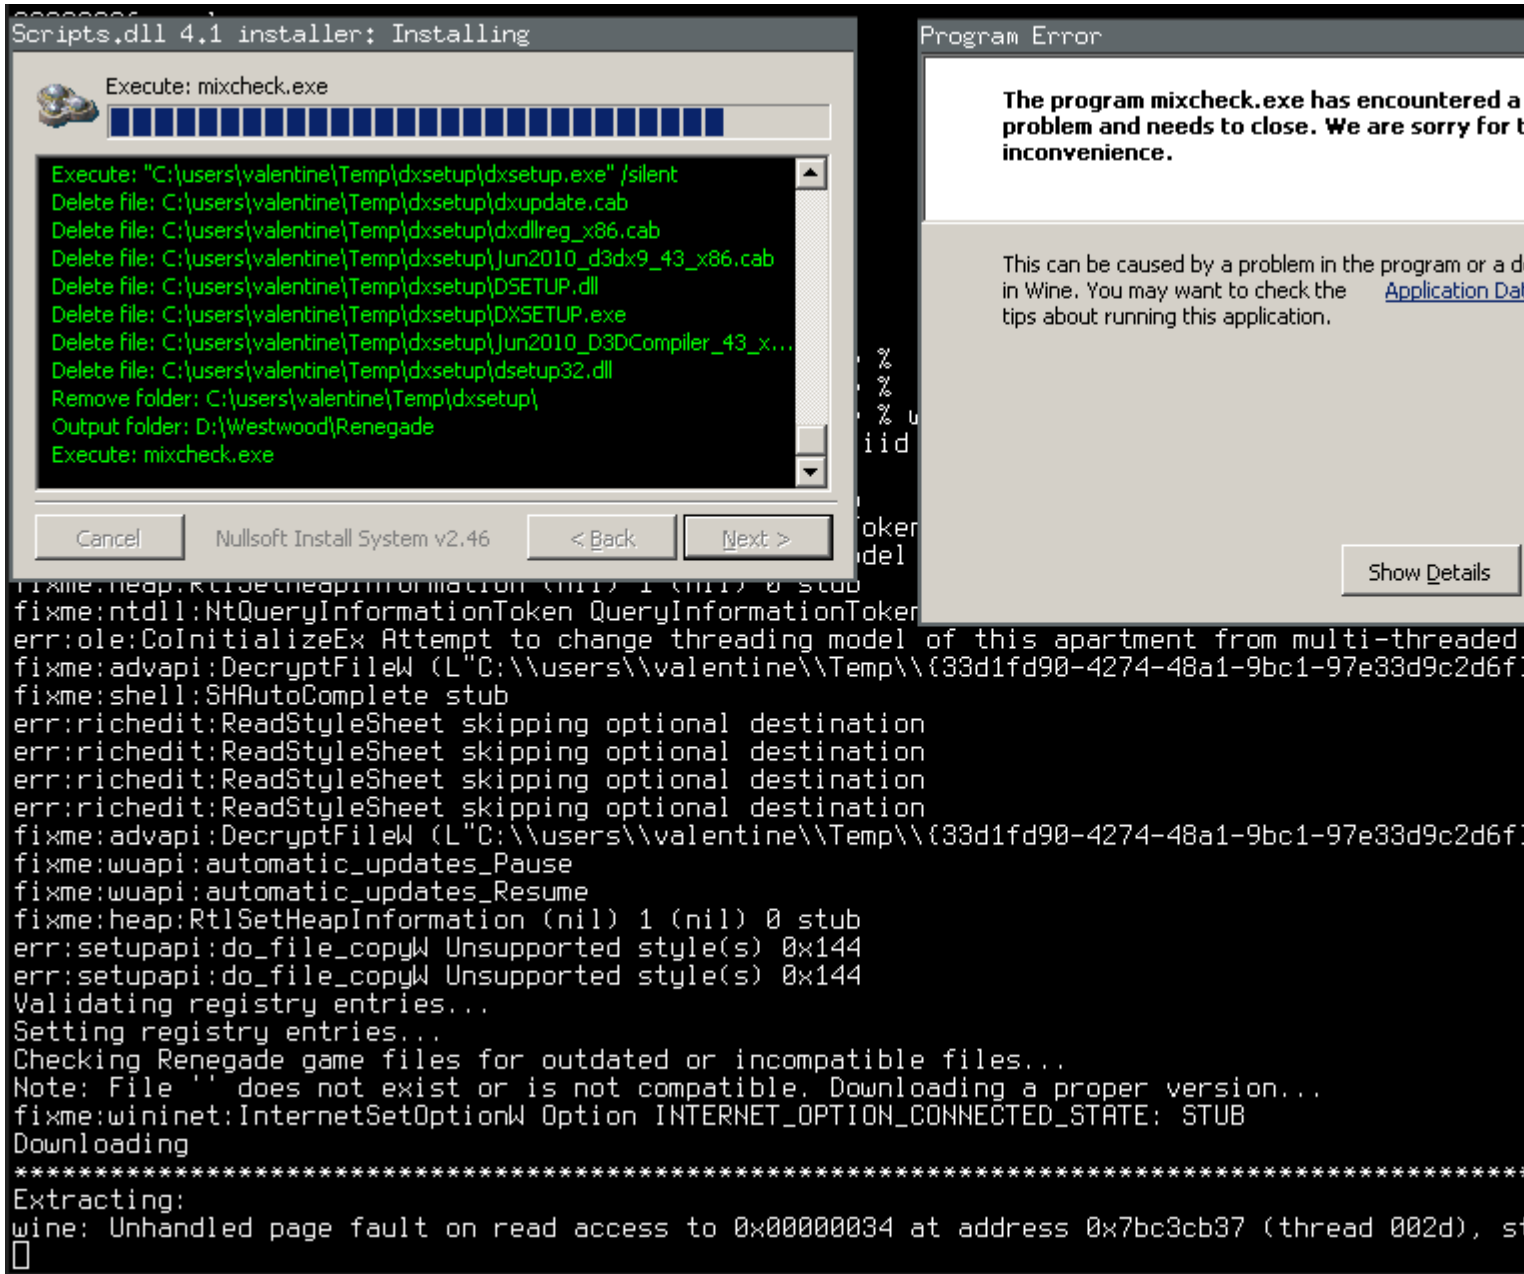 Scripts.dll 4.1 installer: Installing
Execute: mixcheck.exe
Execute: "C:\users\valentine\Temp\dxsetup\dxsetup.exe" /silent
Delete file: C:\users\valentine\Temp\dxsetup\dxupdate.cab
Delete file: C:\users\valentine\Temp\dxsetup\dxdllreg_x86.cab
Delete file: C:\users\valentine\Temp\dxsetup\Jun2010_d3dx9_43_x86.cab
Delete file: C:\users\valentine\Temp\dxsetup\DSETUP.dll
Delete file: C:\users\valentine\Temp\dxsetup\DXSETUP.exe
Delete file: C:\users\valentine\Temp\dxsetup\Jun2010_D3DCompiler_43_x...
Delete file: C:\users\valentine\Temp\dxsetup\dsetup32.dll
Remove folder: C:\users\valentine\Temp\dxsetup\
Output folder: D:\Westwood\Renegade
Execute: mixcheck.exe
Cancel
Nullsoft Install System v2.46
< Back
Next >
Program Error
The program mixcheck.exe has encountered a
problem and needs to close. We are sorry for t
inconvenience.
This can be caused by a problem in the program or a d
in Wine. You may want to check the Application Dat
tips about running this application.
Show Details
%
%
% w
iid
oken
del
fixme:heap:RtlSetHeapInformation (nil) 1 (nil) 0 stub
fixme:ntdll:NtQueryInformationToken QueryInformationToken
err:ole:CoInitializeEx Attempt to change threading model of this apartment from multi-threaded
fixme:advapi:DecryptFileW (L"C:\\users\\valentine\\Temp\\{33d1fd90-4274-48a1-9bc1-97e33d9c2d6f}
fixme:shell:SHAutoComplete stub
err:richedit:ReadStyleSheet skipping optional destination
err:richedit:ReadStyleSheet skipping optional destination
err:richedit:ReadStyleSheet skipping optional destination
err:richedit:ReadStyleSheet skipping optional destination
fixme:advapi:DecryptFileW (L"C:\\users\\valentine\\Temp\\{33d1fd90-4274-48a1-9bc1-97e33d9c2d6f}
fixme:wuapi:automatic_updates_Pause
fixme:wuapi:automatic_updates_Resume
fixme:heap:RtlSetHeapInformation (nil) 1 (nil) 0 stub
err:setupapi:do_file_copyW Unsupported style(s) 0x144
err:setupapi:do_file_copyW Unsupported style(s) 0x144
Validating registry entries...
Setting registry entries...
Checking Renegade game files for outdated or incompatible files...
Note: File '' does not exist or is not compatible. Downloading a proper version...
fixme:wininet:InternetSetOptionW Option INTERNET_OPTION_CONNECTED_STATE: STUB
Downloading
***********************************************************************************************
Extracting:
wine: Unhandled page fault on read access to 0x00000034 at address 0x7bc3cb37 (thread 002d), st